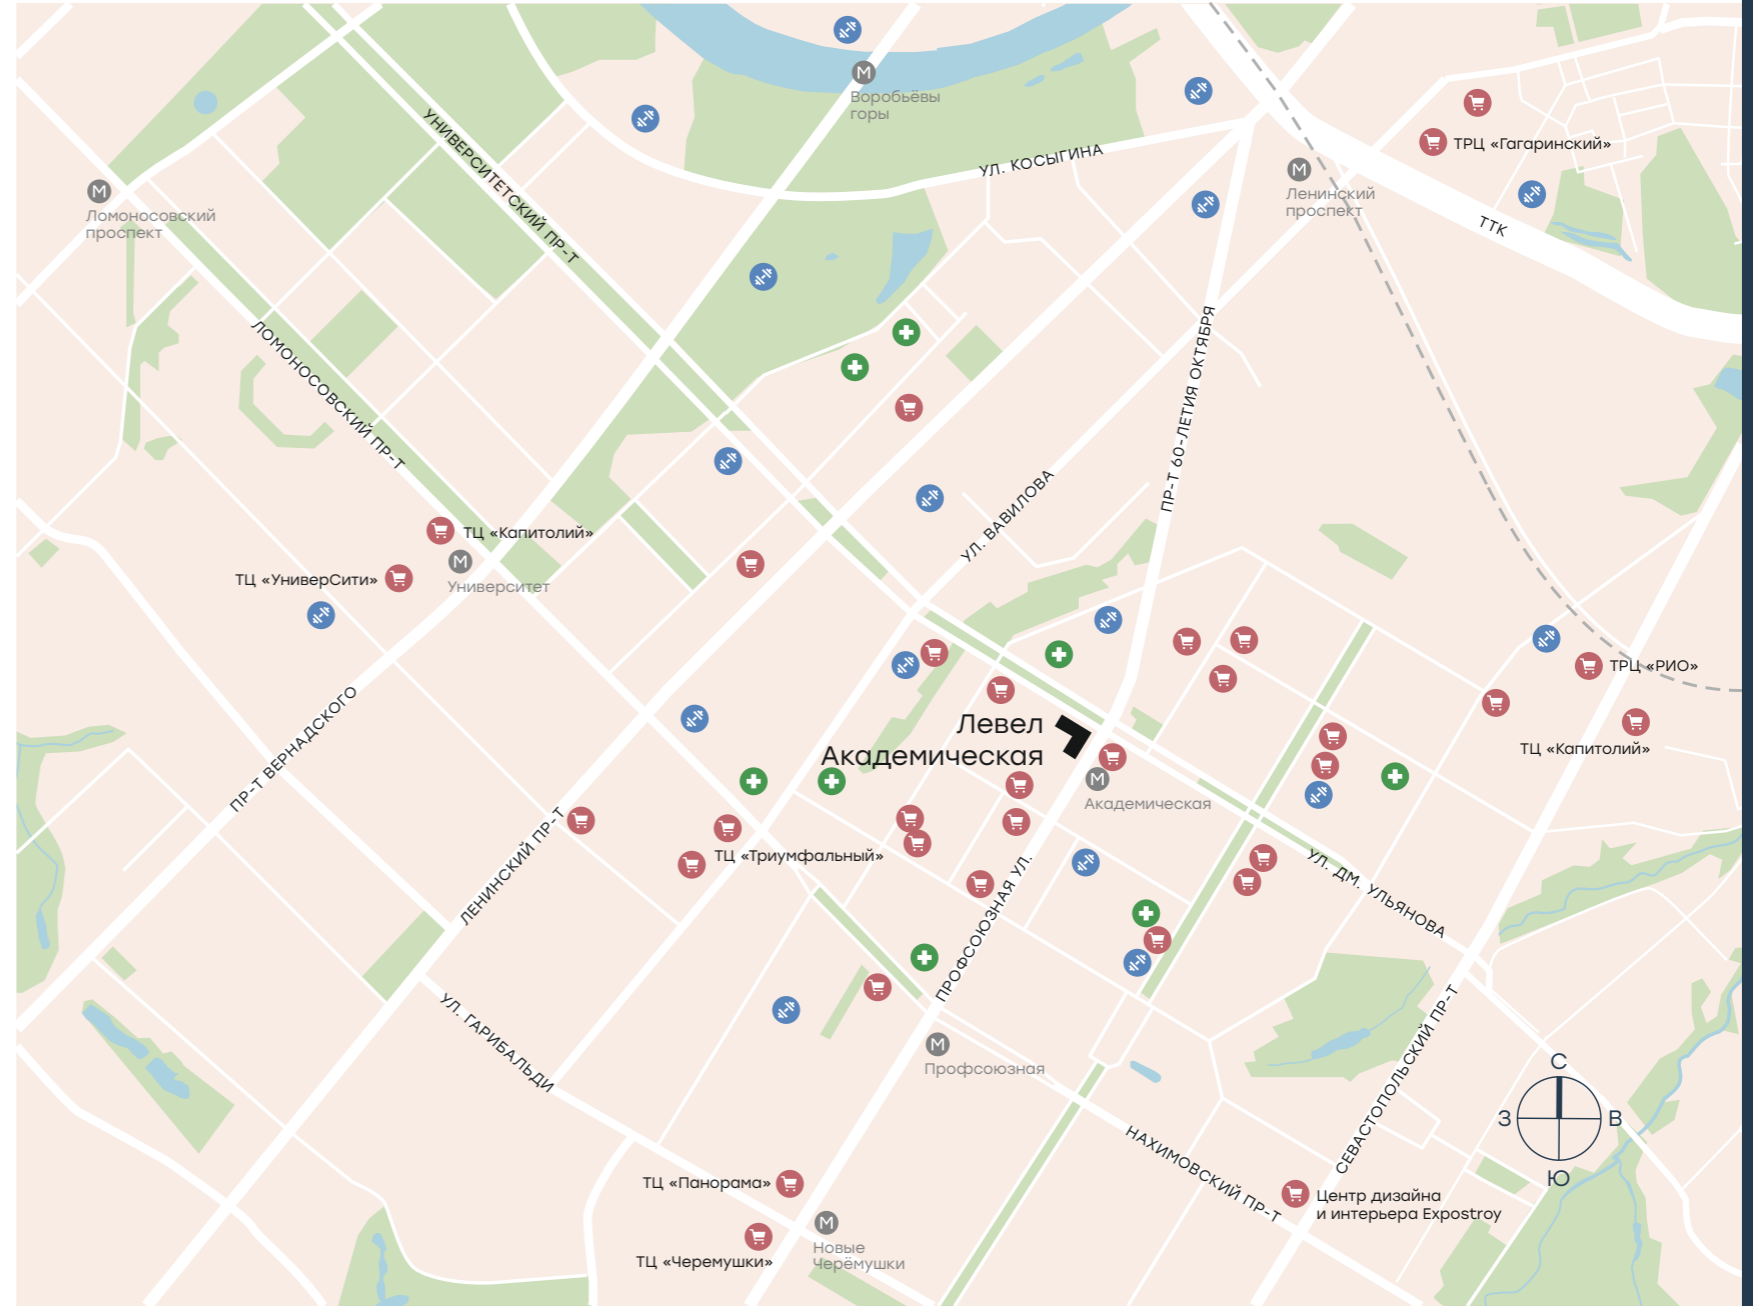 М
Воробьёвы
горы
М
Ломоносовский
проспект
УНИВЕРСИТЕТСКИЙ ПР-Т
УЛ. КОСЫГИНА
М
Ленинский
проспект
ТРЦ «Гагаринский»
ТТК
ЛОМОНОСОВСКИЙ ПР-Т
ПР-Т 60-ЛЕТИЯ ОКТЯБРЯ
УЛ. ВАВИЛОВА
ТЦ «Капитолий»
М
Университет
ТЦ «УниверСити»
ПР-Т ВЕРНАДСКОГО
ТРЦ «РИО»
ТЦ «Капитолий»
Левел
Академическая
М
Академическая
ЛЕНИНСКИЙ ПР-Т
ТЦ «Триумфальный»
ПРОФСОЮЗНАЯ УЛ.
УЛ. ДМ. УЛЬЯНОВА
УЛ. ГАРИБАЛЬДИ
М
Профсоюзная
СЕВАСТОПОЛЬСКИЙ ПР-Т
НАХИМОВСКИЙ ПР-Т
С
З
В
Ю
ТЦ «Панорама»
Центр дизайна
и интерьера Expostroy
М
Новые
Черёмушки
ТЦ «Черемушки»